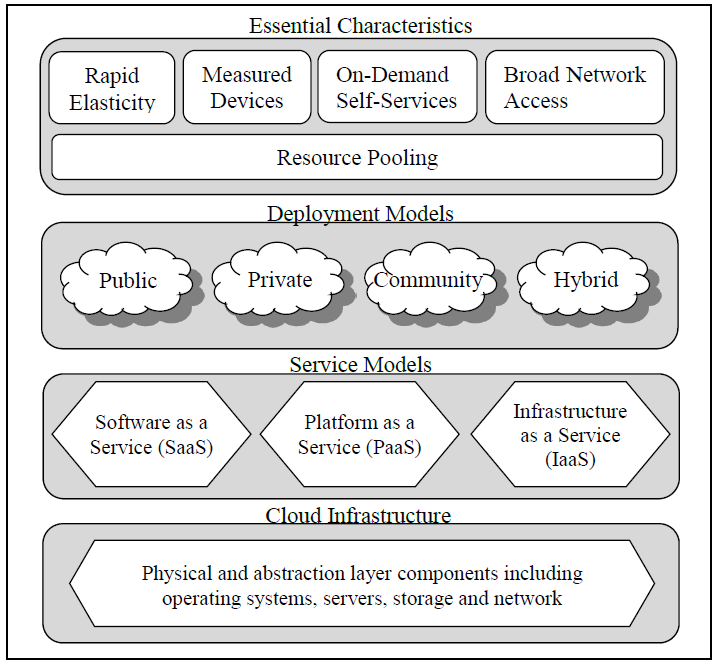 Essential Characteristics
Rapid
Elasticity
Measured
Devices
On-Demand
Self-Services
Broad Network
Access
Resource Pooling
Deployment Models
Public
Private
Community
Hybrid
Service Models
Software as a
Service (SaaS)
Platform as a
Service (PaaS)
Infrastructure
as a Service
(IaaS)
Cloud Infrastructure
Physical and abstraction layer components including
operating systems, servers, storage and network